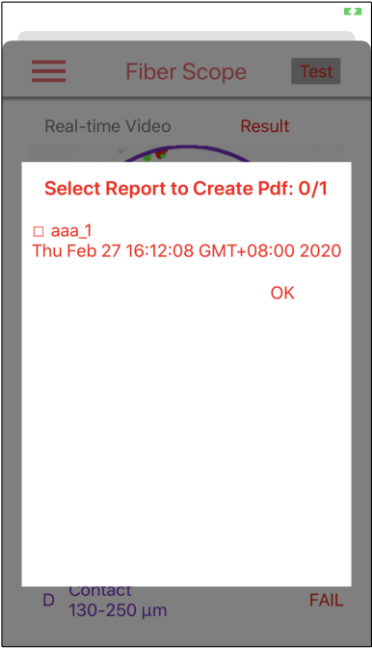 Fiber Scope
Test
Real-time Video
Result
Select Report to Create Pdf: 0/1
aaa_1
Thu Feb 27 16:12:08 GMT+08:00 2020
OK
D
Contact
130-250 μm
FAIL